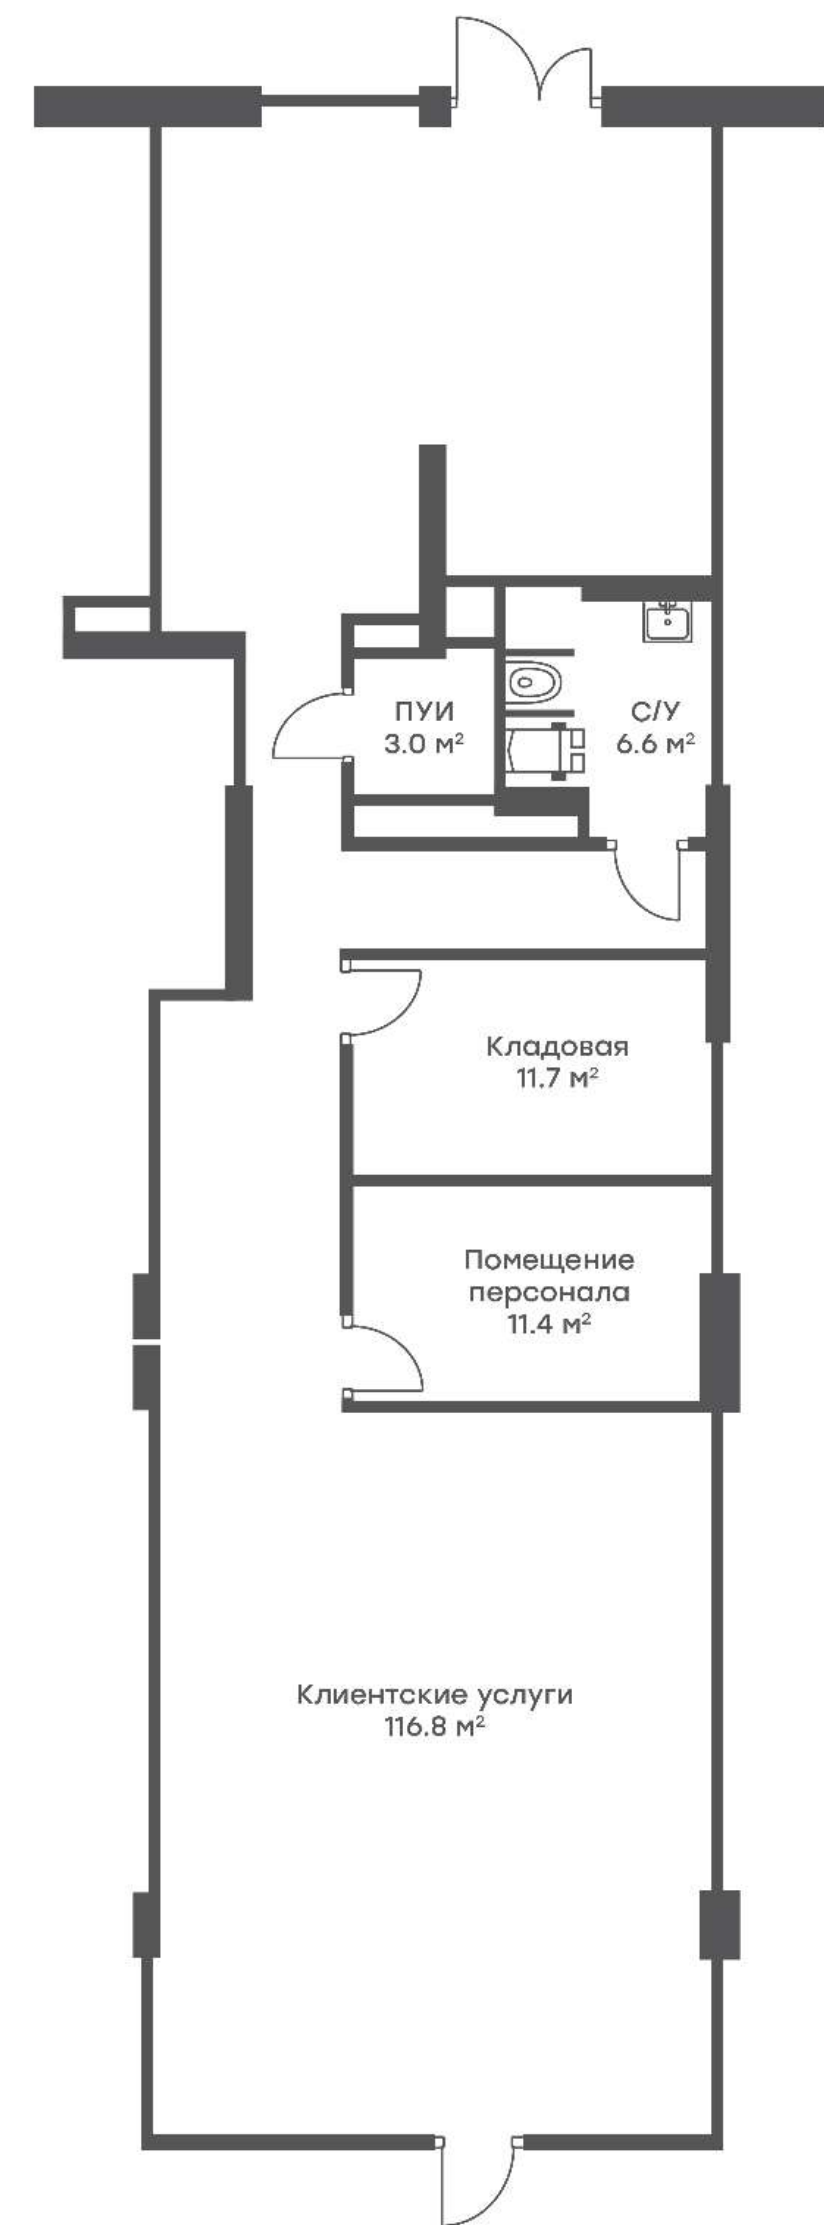 ПУИ
3.0 м²
С/У
6.6 м²
Кладовая
11.7 м²
Помещение
персонала
11.4 м²
Клиентские услуги
116.8 м²